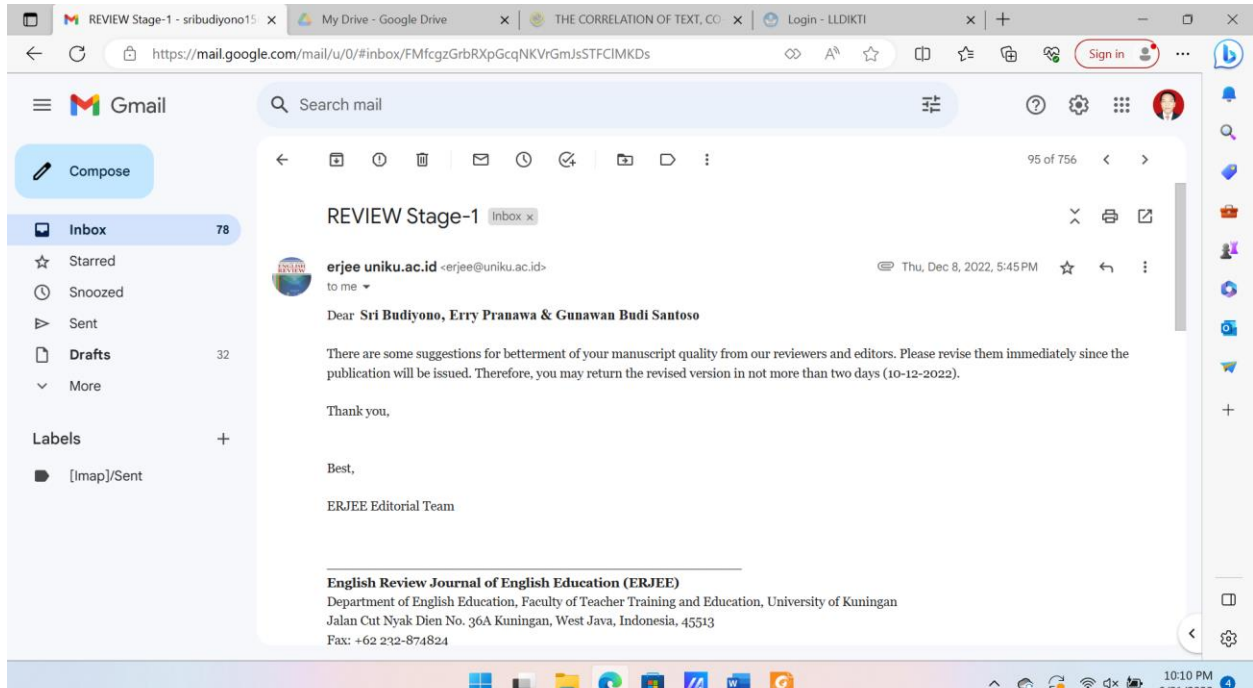 REVIEW Stage-1 - sribudiyono15
My Drive - Google Drive
THE CORRELATION OF TEXT, CO
Login - LLDIKTI
https://mail.google.com/mail/u/0/#inbox/FMfcgzGrbRXpGcqNKVrGmJsSTFClMKDs
Sign in
Gmail
Search mail
Compose
95 of 756
Inbox 78
Starred
Snoozed
Sent
Drafts 32
More
Labels
[Imap]/Sent
REVIEW Stage-1 Inbox x
erjee uniku.ac.id <erjee@uniku.ac.id> Thu, Dec 8, 2022, 5:45 PM
to me
Dear Sri Budiyono, Erry Pranawa & Gunawan Budi Santoso
There are some suggestions for betterment of your manuscript quality from our reviewers and editors. Please revise them immediately since the
publication will be issued. Therefore, you may return the revised version in not more than two days (10-12-2022).
Thank you,
Best,
ERJEE Editorial Team
English Review Journal of English Education (ERJEE)
Department of English Education, Faculty of Teacher Training and Education, University of Kuningan
Jalan Cut Nyak Dien No. 36A Kuningan, West Java, Indonesia, 45513
Fax: +62 232-874824
10:10 PM
4